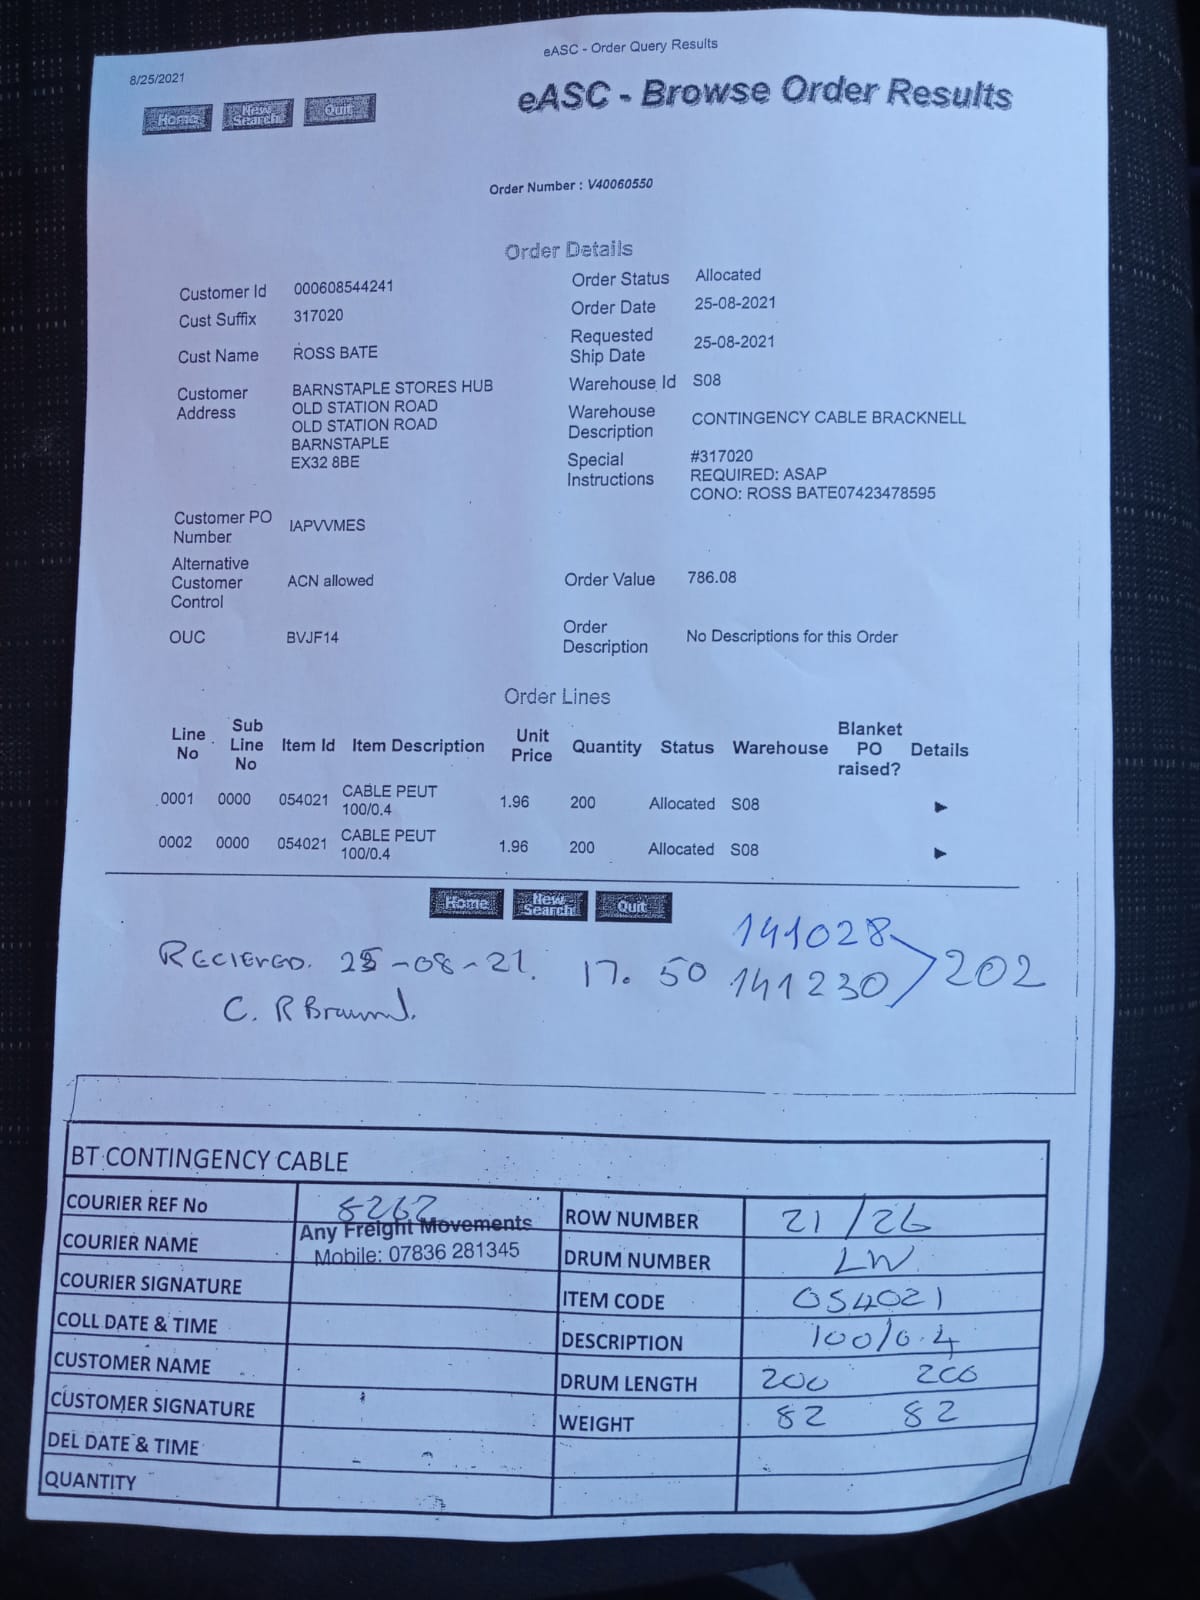 eASC - Order Query Results
8/25/2021
Home New Search Quit
eASC - Browse Order Results
Order Number : V40060550
Order Details
Customer Id 000608544241
Cust Suffix 317020
Cust Name ROSS BATE
Customer Address BARNSTAPLE STORES HUB
OLD STATION ROAD
OLD STATION ROAD
BARNSTAPLE
EX32 8BE
Customer PO Number IAPVVMES
Alternative Customer Control ACN allowed
OUC BVJF14
Order Status Allocated
Order Date 25-08-2021
Requested Ship Date 25-08-2021
Warehouse Id S08
Warehouse Description CONTINGENCY CABLE BRACKNELL
Special Instructions #317020
REQUIRED: ASAP
CONO: ROSS BATE07423478595
Order Value 786.08
Order Description No Descriptions for this Order
Order Lines
Line No Sub Line No Item Id Item Description Unit Price Quantity Status Warehouse Blanket PO raised? Details
0001 0000 054021 CABLE PEUT 100/0.4 1.96 200 Allocated S08
0002 0000 054021 CABLE PEUT 100/0.4 1.96 200 Allocated S08
Home New Search Quit
RECIEVED. 25-08-21. 17.50
C. R
141028
141230
202
BT CONTINGENCY CABLE
COURIER REF No 8262 ROW NUMBER 21/26
COURIER NAME Any Freight Movements
Mobile: 07836 281345
DRUM NUMBER LW
COURIER SIGNATURE ITEM CODE 054021
COLL DATE & TIME DESCRIPTION 100/0.4
CUSTOMER NAME DRUM LENGTH 200 200
CUSTOMER SIGNATURE WEIGHT 82 82
DEL DATE & TIME
QUANTITY